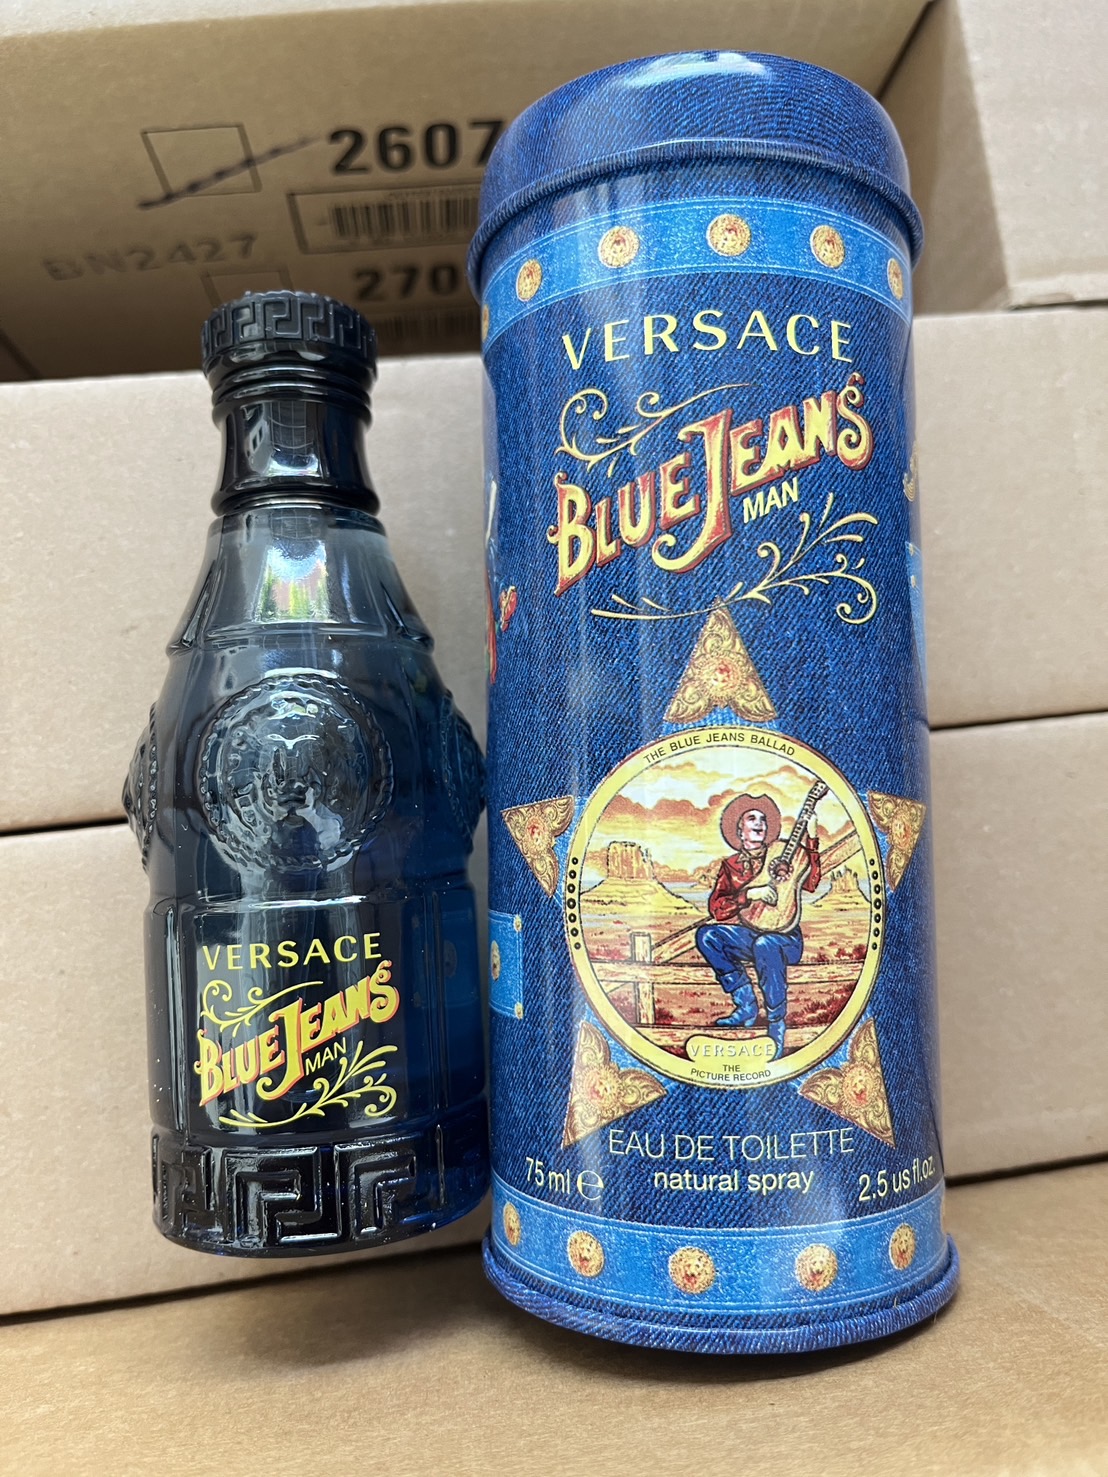 2607
BN2427
270
VERSACE
BLUE JEANS
MAN
THE BLUE JEANS BALLAD
VERSACE
THE
PICTURE RECORD
EAU DE TOILETTE
75 ml e natural spray 2.5 us fl.oz
VERSACE
BLUE JEANS
MAN